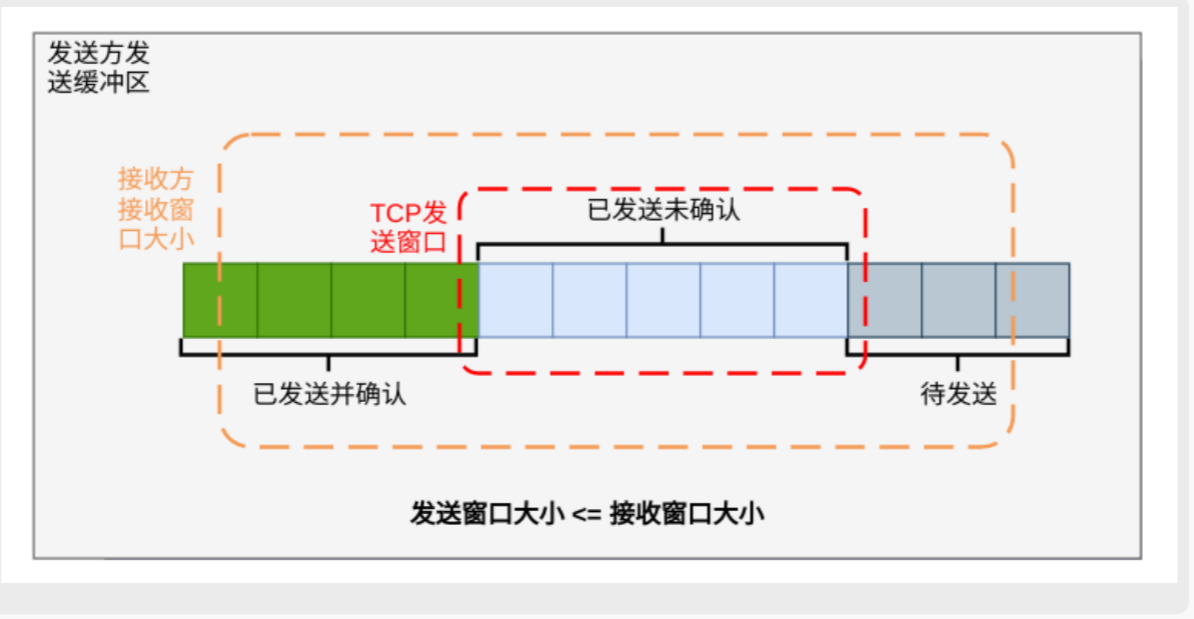 发送方发
送缓冲区
接收方
接收窗
口大小
TCP发
送窗口
已发送未确认
已发送并确认
待发送
发送窗口大小 <= 接收窗口大小